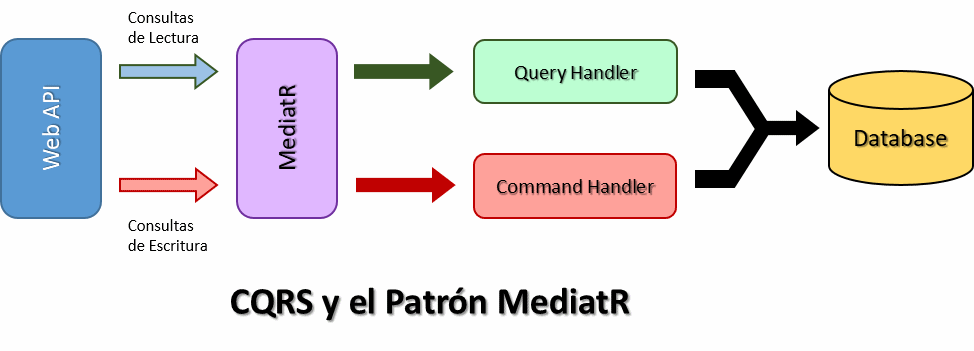 Consultas
de Lectura
Web API
MediatR
Query Handler
Database
Command Handler
Consultas
de Escritura
CQRS y el Patrón MediatR